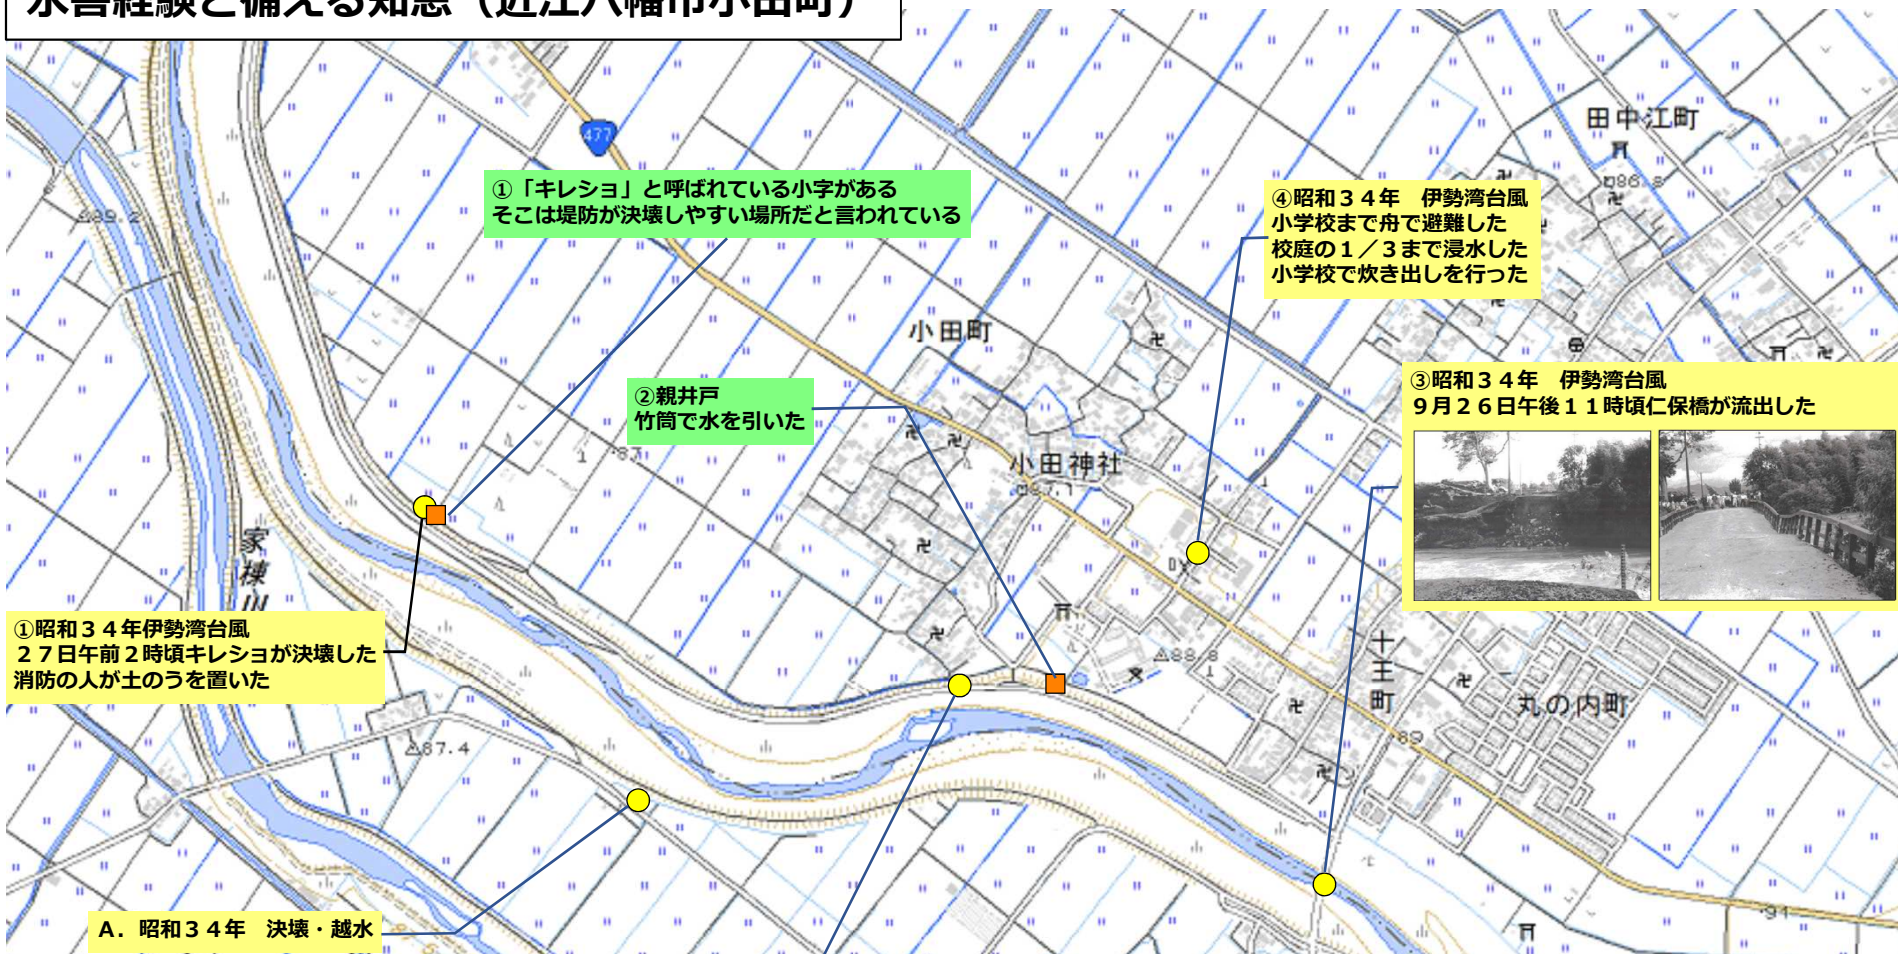 水害経験と備える知恵（近江八幡市小田町）
477
田中江町
86.8
①「キレショ」と呼ばれている小字がある
そこは堤防が決壊しやすい場所だと言われている
④昭和３４年　伊勢湾台風
小学校まで舟で避難した
校庭の１／３まで浸水した
小学校で炊き出しを行った
89.2
小田町
②親井戸
竹筒で水を引いた
③昭和３４年　伊勢湾台風
９月２６日午後１１時頃仁保橋が流出した
小田神社
家棟川
①昭和３４年伊勢湾台風
２７日午前２時頃キレショが決壊した
消防の人が土のうを置いた
88.8
十王町
丸の内町
89
87.4
91
A．昭和３４年　決壊・越水